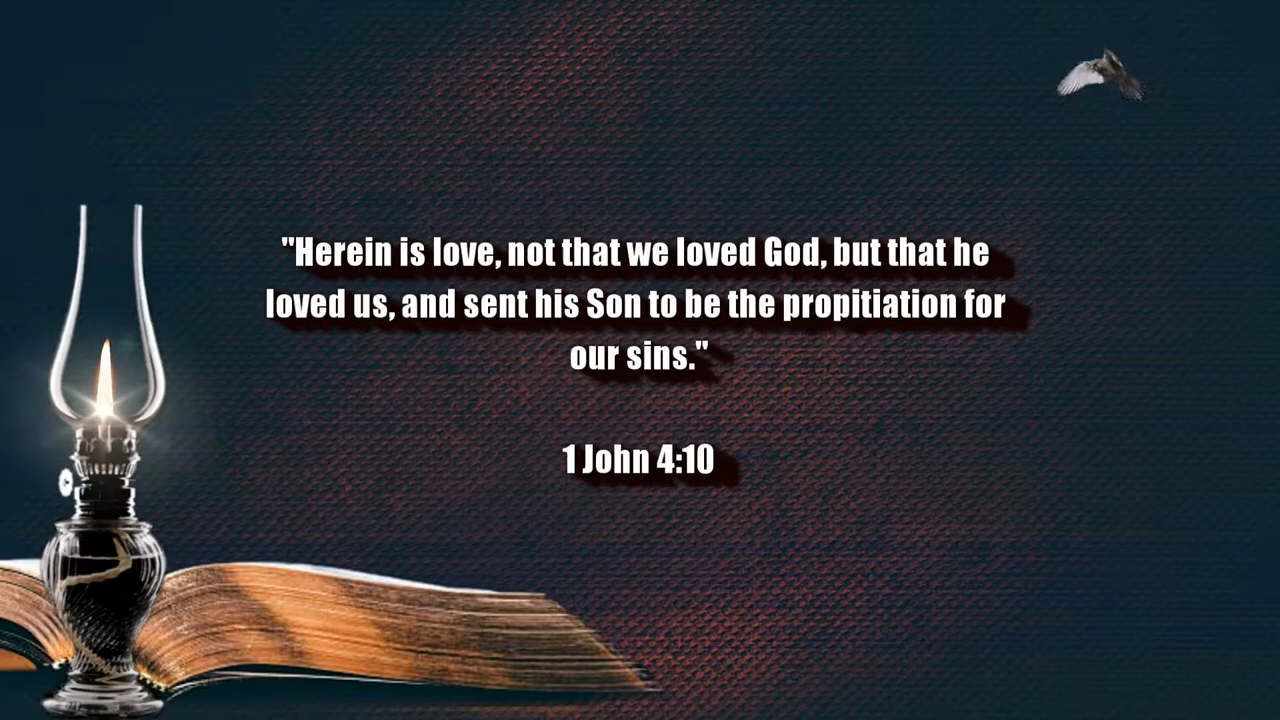 "Herein is love, not that we loved God, but that he
loved us, and sent his Son to be the propitiation for
our sins."
1 John 4:10